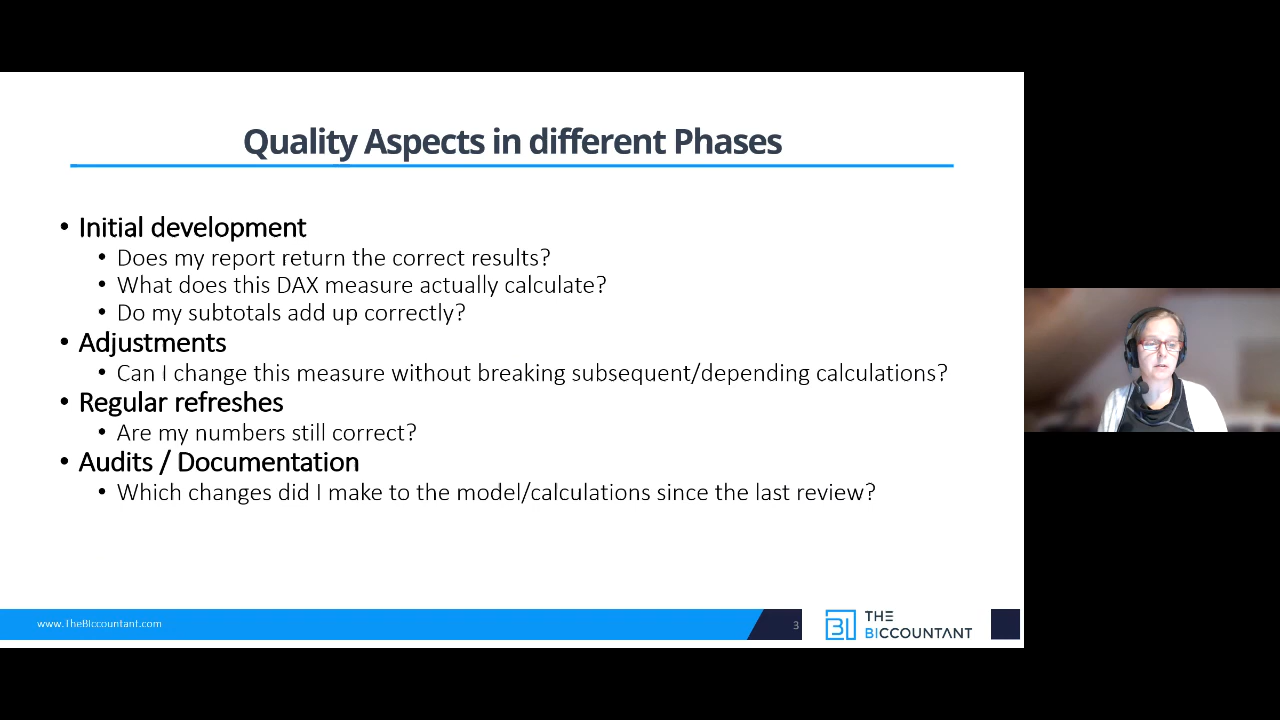 Quality Aspects in different Phases
• Initial development
• Does my report return the correct results?
• What does this DAX measure actually calculate?
• Do my subtotals add up correctly?
• Adjustments
• Can I change this measure without breaking subsequent/depending calculations?
• Regular refreshes
• Are my numbers still correct?
• Audits / Documentation
• Which changes did I make to the model/calculations since the last review?
www.TheBIccountant.com
3
BI
THE
BICCOUNTANT